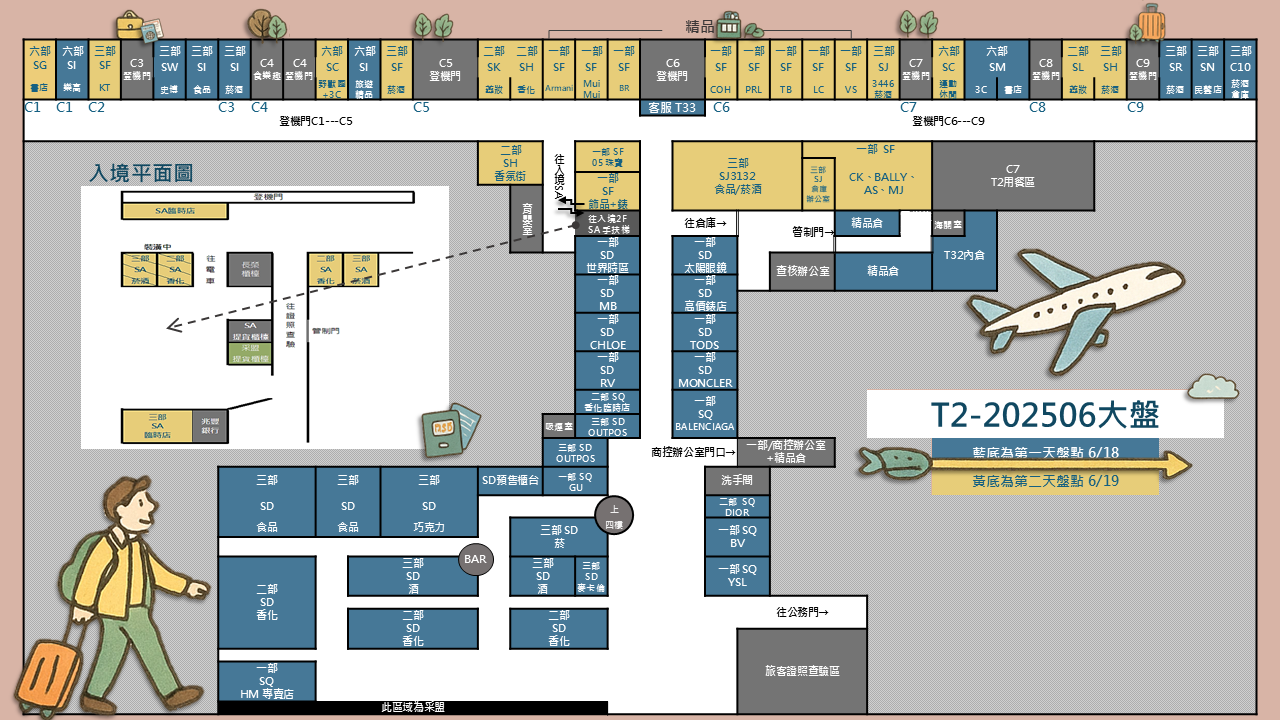 精品
六部
SG
書店
六部
SI
樂高
三部
SF
KT
C3
登機門
三部
SW
史博
三部
SI
食品
三部
SI
C4
食樂趣
C4
登機門
六部
SC
野獸國
+3C
六部
SI
旅遊
精品
三部
SF
菸酒
C5
登機門
二部
SK
酋妝
二部
SH
香化
一部
SF
Armani
一部
SF
Mui
Mui
一部
SF
BR
C6
登機門
一部
SF
COH
一部
SF
PRL
一部
SF
TB
一部
SF
LC
一部
SF
VS
三部
SJ
3446
菸酒
C7
登機門
六部
SC
運動
休閒
六部
SM
3C
書店
C8
登機門
二部
SL
酋妝
三部
SH
菸酒
C9
登機門
三部
SR
菸酒
三部
SN
民藝店
三部
C10
菸酒
倉庫
C1
C1
C2
C3
C4
C5
客服 T33
C6
C7
C8
C9
登機門C1---C5
登機門C6---C9
入境平面圖
登機門
SA臨時店
裝潢中
三部
SA
菸酒
二部
SA
香化
往
電
車
長榮
櫃檯
二部
SA
香化
三部
SA
菸酒
往
證
照
查
驗
管制門
SA
提貨櫃檯
采盟
提貨櫃檯
三部
SA
臨時店
兆豐
銀行
二部
SH
香氛街
往入境SA
育嬰室
一部 SF
05 珠寶
一部
SF
飾品+錶
往入境2F
SA 手扶梯
一部
SD
世界時區
一部
SD
MB
一部
SD
CHLOE
一部
SD
RV
二部 SQ
香化臨時店
吸煙室
三部 SD
OUTPOS
三部 SD
OUTPOS
SD預售櫃台
一部 SQ
GU
三部
SJ3132
食品/菸酒
三部
SJ
倉庫
辦公室
一部 SF
CK、BALLY、
AS、MJ
C7
T2用餐區
往倉庫→
管制門→
精品倉
海關室
T32內倉
查核辦公室
精品倉
一部
SD
太陽眼鏡
一部
SD
高價錶店
一部
SD
TODS
一部
SD
MONCLER
一部
SQ
BALENCIAGA
商控辦公室門口→
一部/商控辦公室
+精品倉
洗手間
二部 SQ
DIOR
一部 SQ
BV
一部 SQ
YSL
往公務門→
旅客證照查驗區
T2-202506大盤
藍底為第一天盤點 6/18
黃底為第二天盤點 6/19
三部
SD
食品
三部
SD
食品
三部
SD
巧克力
上
四樓
三部 SD
菸
BAR
二部
SD
香化
三部
SD
酒
三部
SD
酒
三部
SD
麥卡倫
二部
SD
香化
二部
SD
香化
一部
SQ
HM 專賣店
此區域為采盟